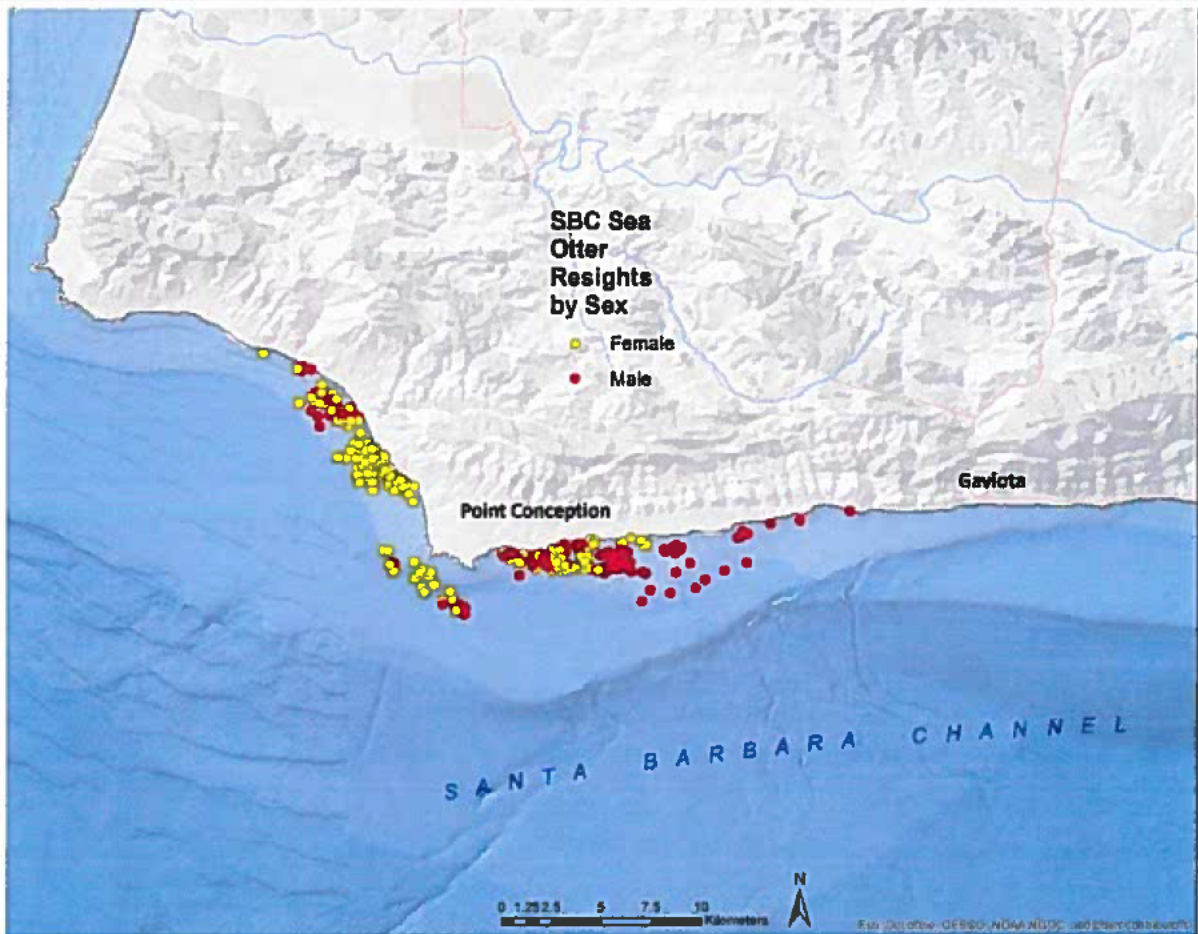 SBC Sea
Otter
Resights
by Sex
Female
Male
Gaviota
Point Conception
SANTA BARBARA CHANNEL
N
0 1.25 2.5 5 7.5 10
Kilometers